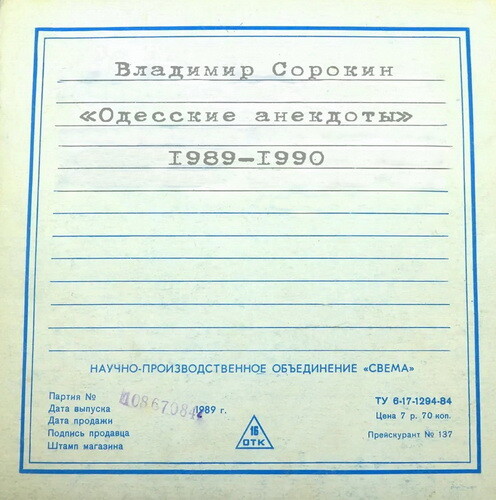 Владимир Сорокин
«Одесские анекдоты»
1989-1990
НАУЧНО-ПРОИЗВОДСТВЕННОЕ ОБЪЕДИНЕНИЕ «СВЕМА»
Партия №
Дата выпуска 1989 г.
Дата продажи
Подпись продавца
Штамп магазина
16
ОТК
ТУ 6-17-1294-84
Цена 7 р. 70 коп.
Прейскурант № 137